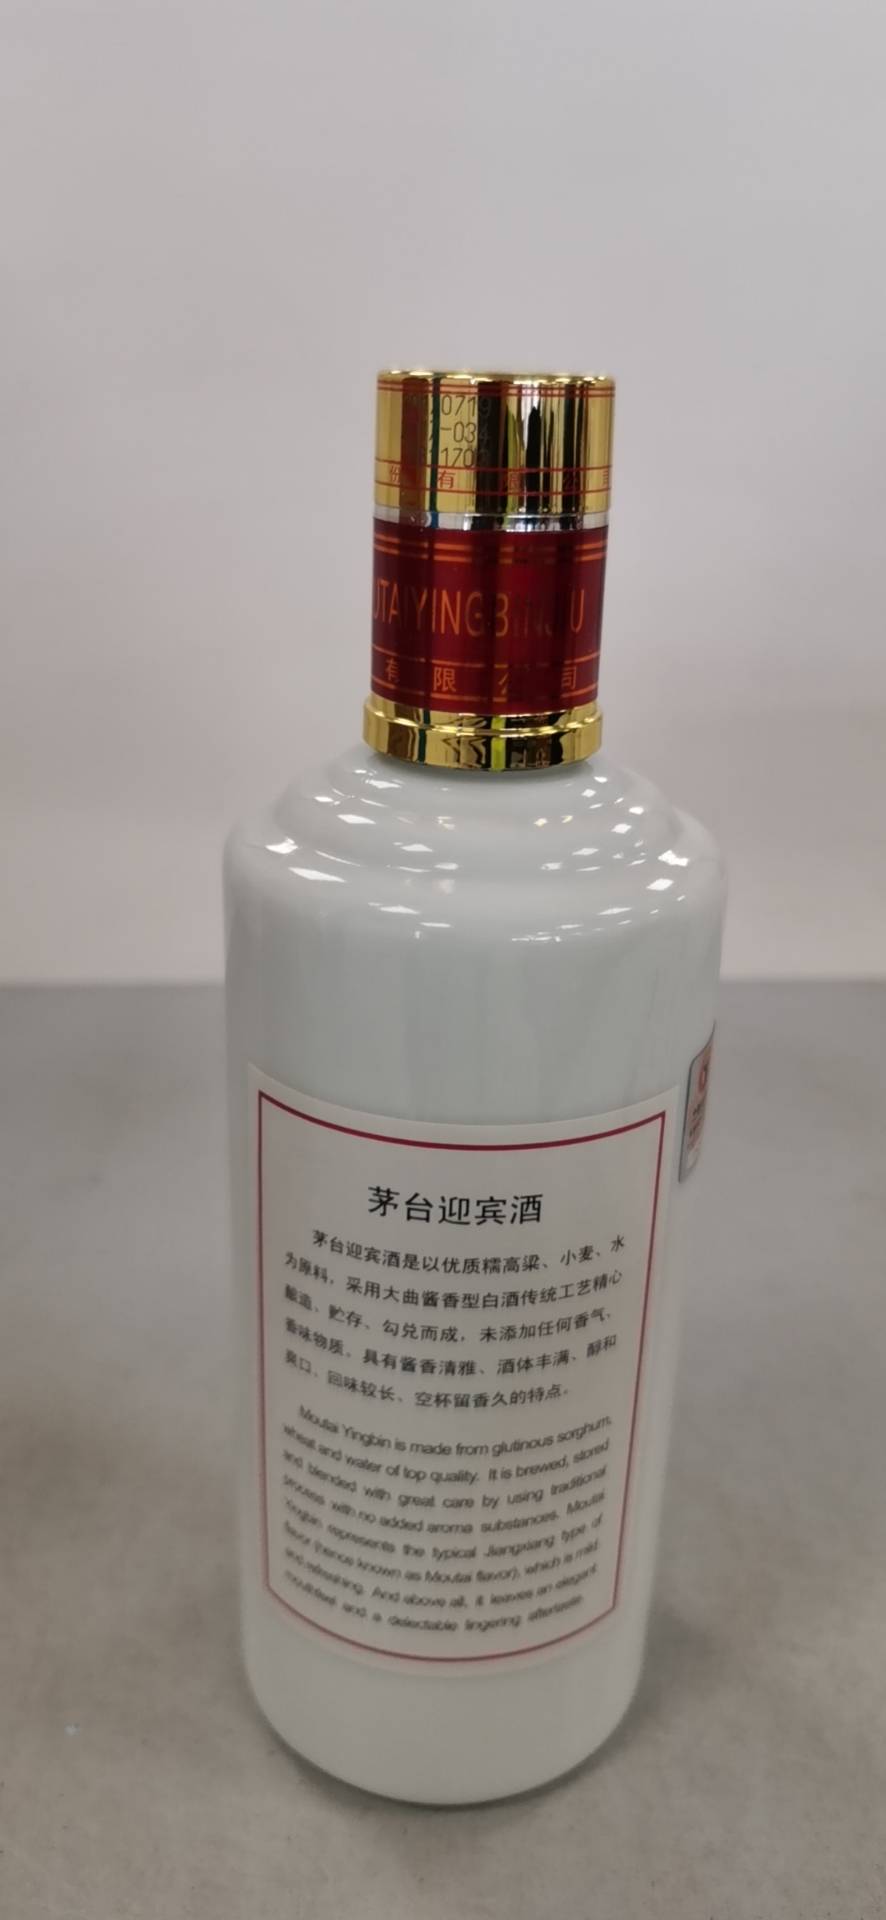 0719
-034
份有限公司
UTAIYINGBINJIU
有限公司
茅台迎宾酒
茅台迎宾酒是以优质糯高粱、小麦、水
为原料，采用大曲酱香型白酒传统工艺精心
酿造、贮存、勾兑而成，未添加任何香气、
香味物质。具有酱香清雅、酒体丰满、醇和
爽口、回味较长、空杯留香久的特点。
Moutai Yingbin is made from glutinous sorghum,
wheat and water of top quality. It is brewed, stored
and blended with great care by using traditional
process with no added aroma substances. Moutai
Yingbin represents the typical Jiangxiang type of
flavor (hence known as Moutai flavor), which is mild
and refreshing. And above all, it leaves an elegant
mouthfeel and a delectable lingering aftertaste.